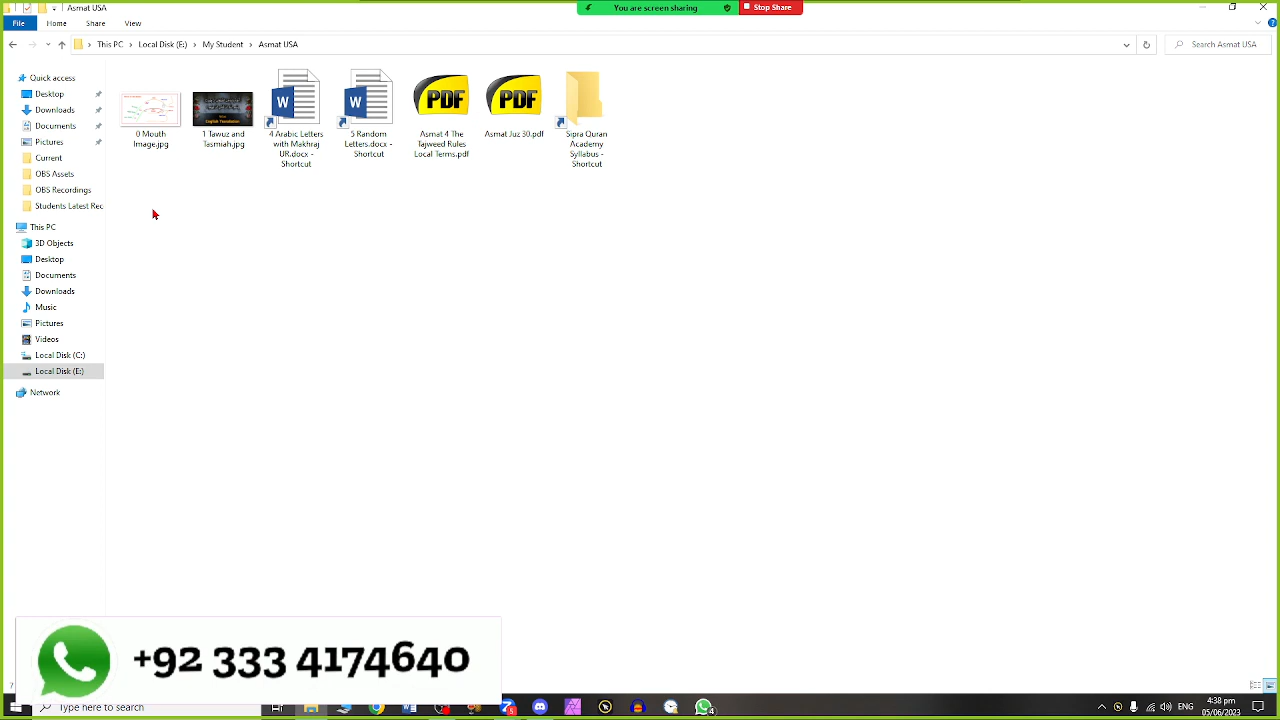 Asmat USA
You are screen sharing
Stop Share
File
Home
Share
View
This PC
Local Disk (E:)
My Student
Asmat USA
Search Asmat USA
Quick access
Desktop
Downloads
Documents
Pictures
Current
OBS Assets
OBS Recordings
Students Latest Rec
This PC
3D Objects
Desktop
Documents
Downloads
Music
Pictures
Videos
Local Disk (C:)
Local Disk (E:)
Network
0 Mouth
Image.jpg
English Translation
1 Tawuz and
Tasmiah.jpg
W
4 Arabic Letters
with Makhraj
UR.docx -
Shortcut
W
5 Random
Letters.docx -
Shortcut
PDF
Asmat 4 The
Tajweed Rules
Local Terms.pdf
PDF
Asmat Juz 30.pdf
Sipra Quran
Academy
Syllabus -
Shortcut
+92 333 4174640
7
Type here to search
5
4
ENG
4:38 pm
05/06/2023